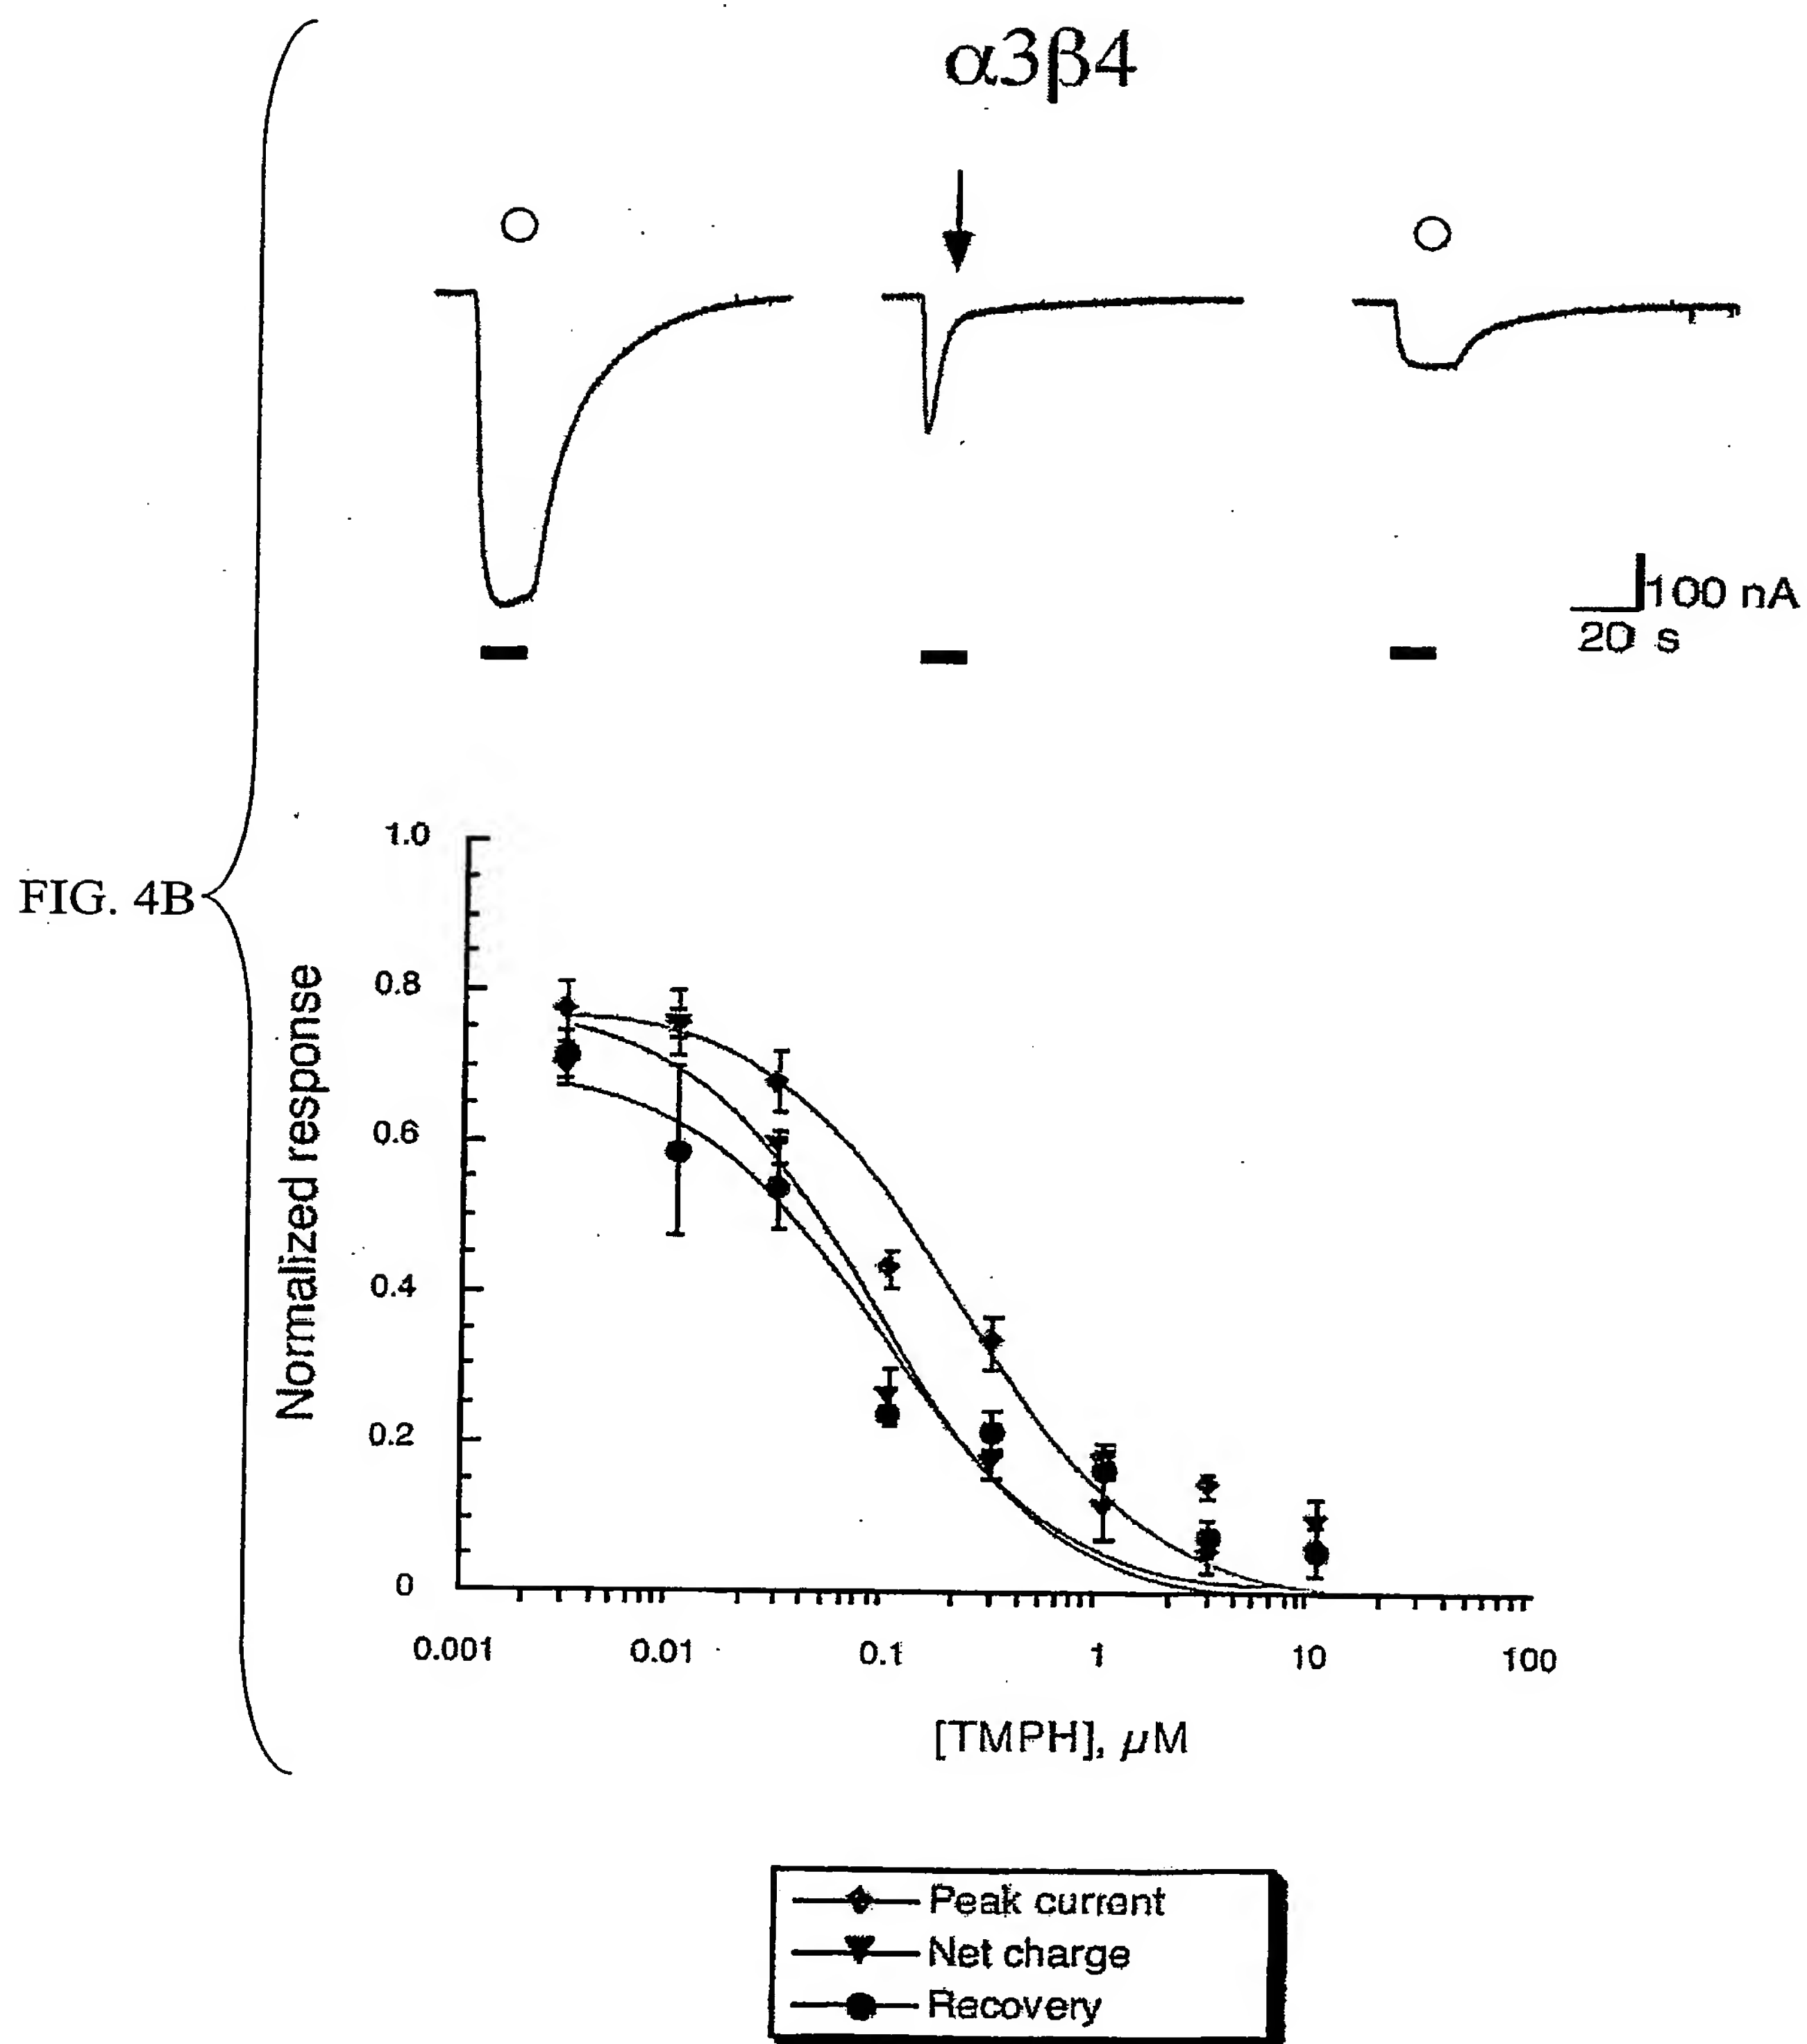 α3β4
100 nA
20 s
FIG. 4B
Normalized response
1.0
0.8
0.6
0.4
0.2
0
0.001 0.01 0.1 1 10 100
[TMPH], μM
Peak current
Net charge
Recovery